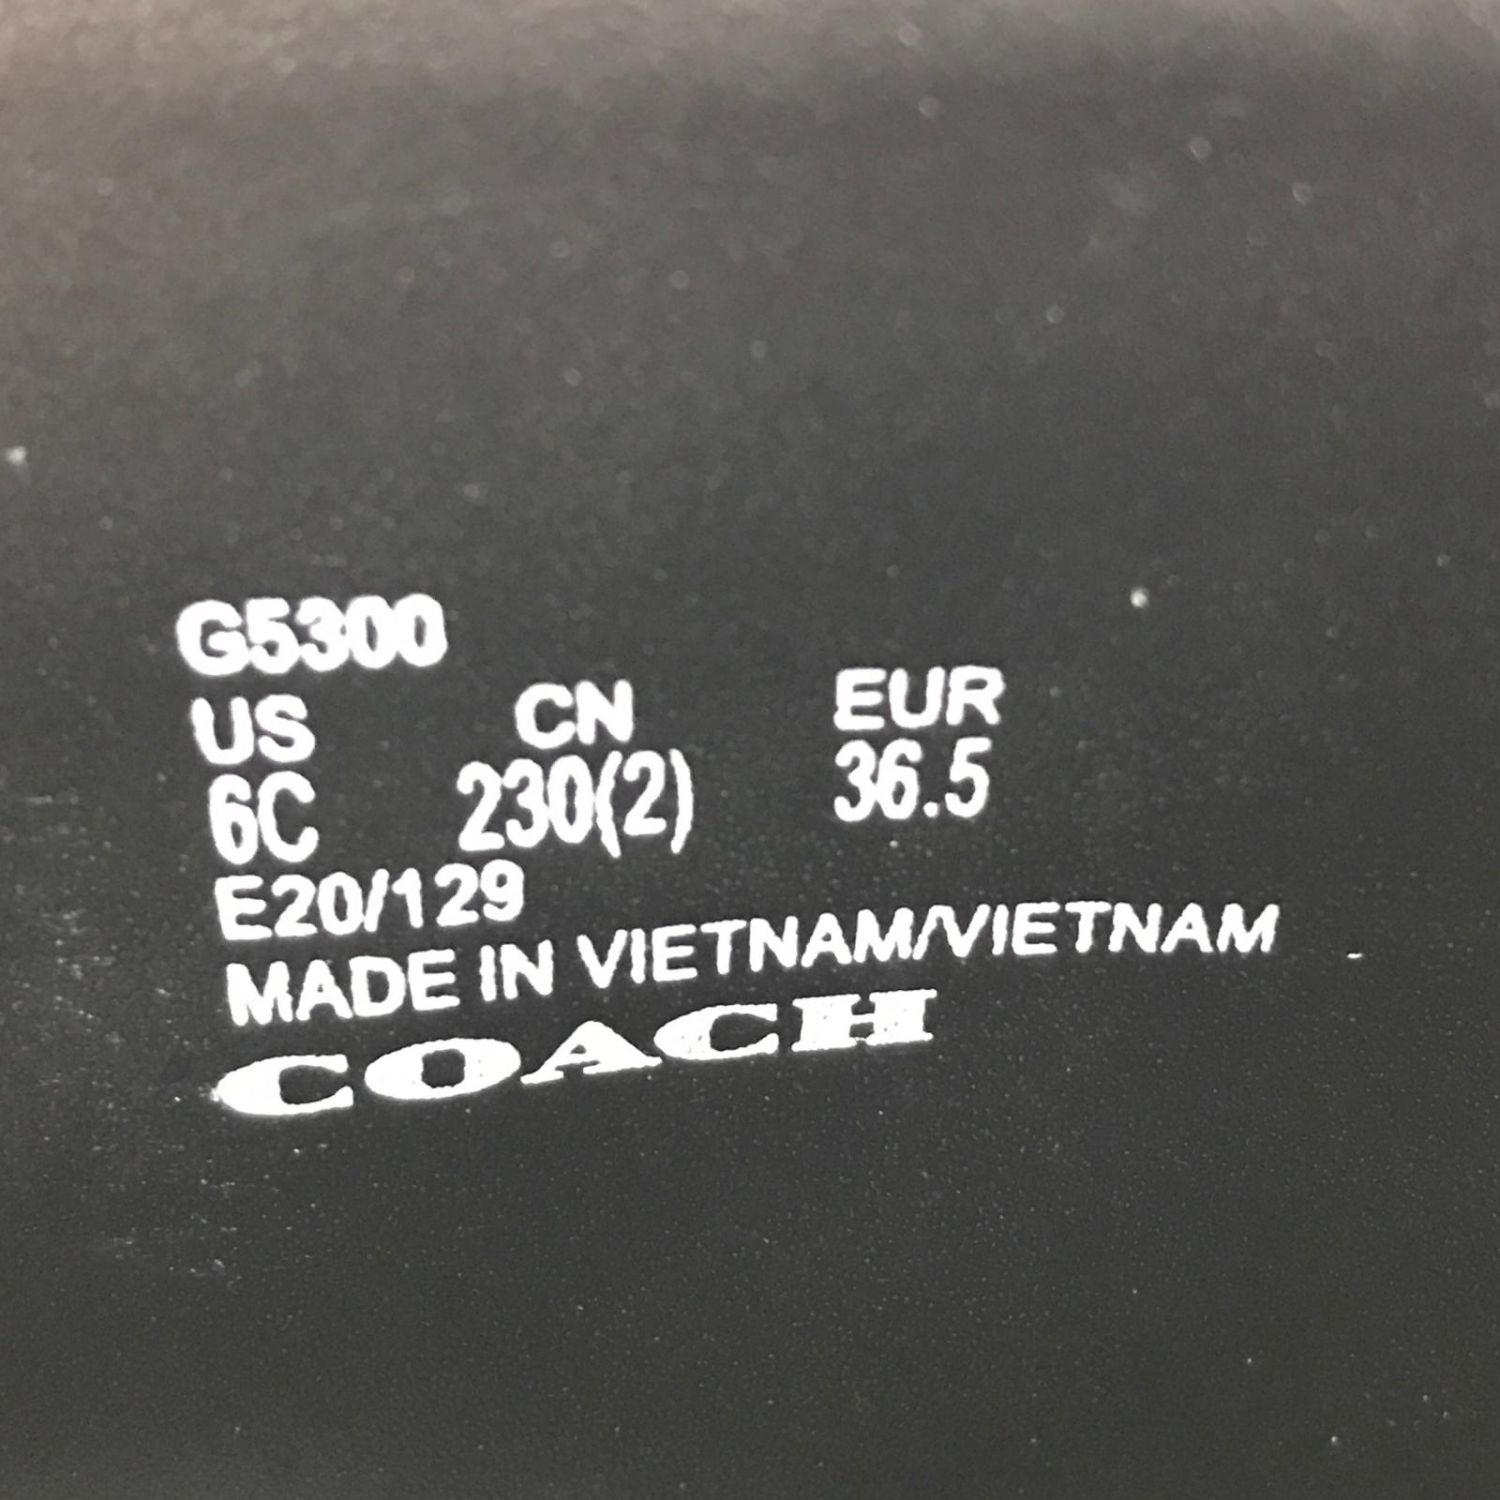 G5300
US CN EUR
6C 230(2) 36.5
E20/129
MADE IN VIETNAM/VIETNAM
COACH